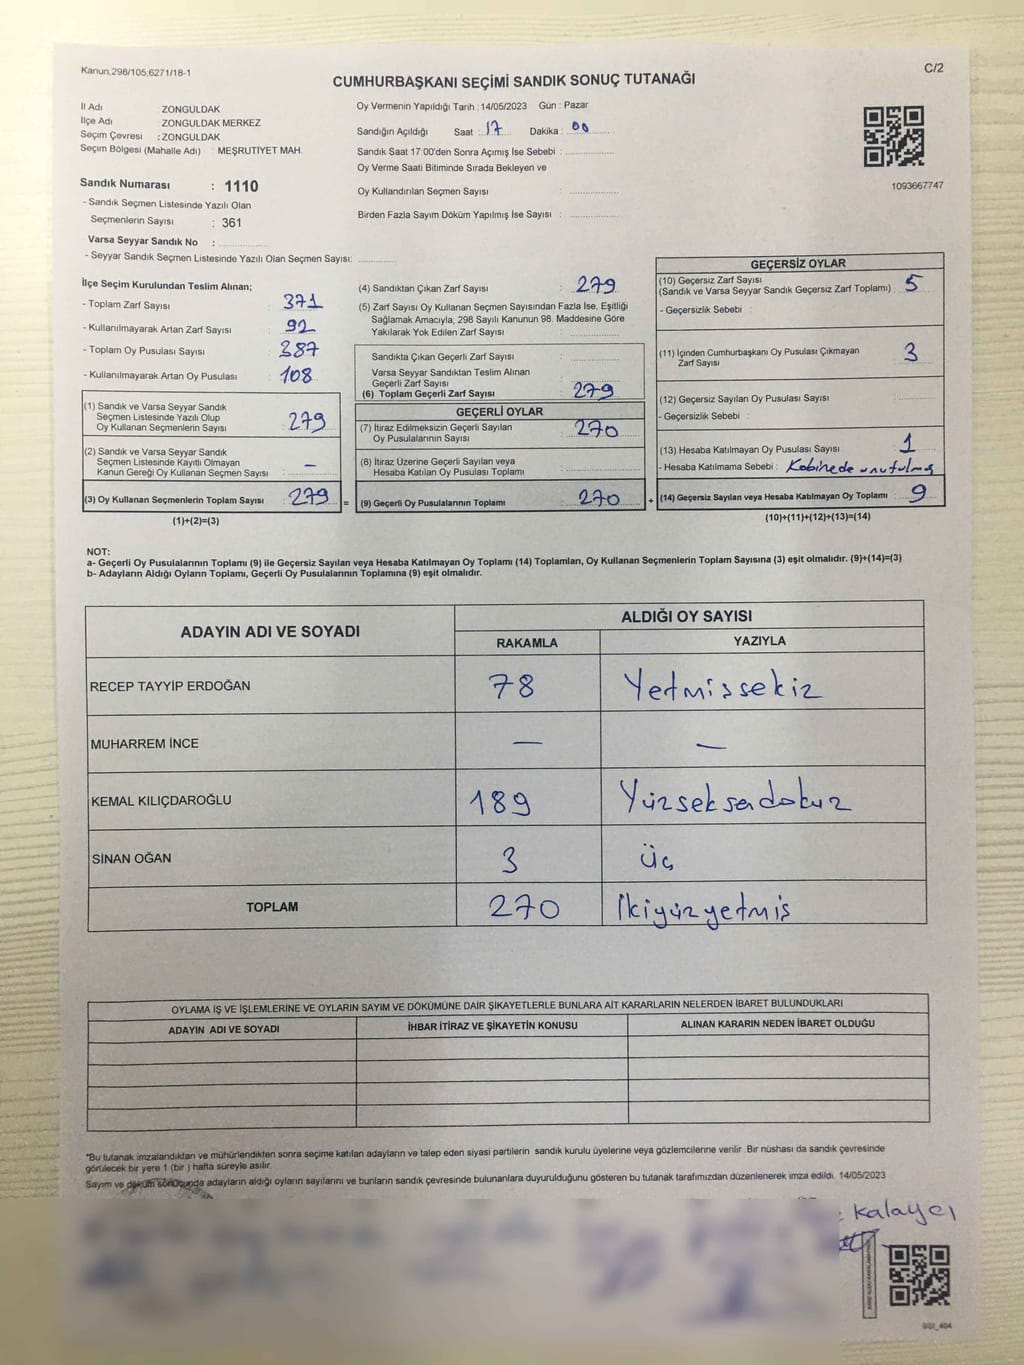 Kanun,298/105,6271/18-1
C/2
CUMHURBAŞKANI SEÇİMİ SANDIK SONUÇ TUTANAĞI
İl Adı : ZONGULDAK
İlçe Adı : ZONGULDAK MERKEZ
Seçim Çevresi : ZONGULDAK
Seçim Bölgesi (Mahalle Adı) : MEŞRUTİYET MAH.
Sandık Numarası : 1110
- Sandık Seçmen Listesinde Yazılı Olan
Seçmenlerin Sayısı : 361
Varsa Seyyar Sandık No :
- Seyyar Sandık Seçmen Listesinde Yazılı Olan Seçmen Sayısı:
Oy Vermenin Yapıldığı Tarih : 14/05/2023 Gün : Pazar
Sandığın Açıldığı Saat : 17 Dakika : 00
Sandık Saat 17:00'den Sonra Açımış İse Sebebi :
Oy Verme Saati Bitiminde Sırada Bekleyen ve
Oy Kullandırılan Seçmen Sayısı :
Birden Fazla Sayım Döküm Yapılmış İse Sayısı :
1093667747
İlçe Seçim Kurulundan Teslim Alınan;
- Toplam Zarf Sayısı : 371
- Kullanılmayarak Artan Zarf Sayısı : 92
- Toplam Oy Pusulası Sayısı : 387
- Kullanılmayarak Artan Oy Pusulası : 108
(1) Sandık ve Varsa Seyyar Sandık
Seçmen Listesinde Yazılı Olup
Oy Kullanan Seçmenlerin Sayısı : 279
(2) Sandık ve Varsa Seyyar Sandık
Seçmen Listesinde Kayıtlı Olmayan
Kanun Gereği Oy Kullanan Seçmen Sayısı : —
(3) Oy Kullanan Seçmenlerin Toplam Sayısı : 279 =
(1)+(2)=(3)
(4) Sandıktan Çıkan Zarf Sayısı : 279
(5) Zarf Sayısı Oy Kullanan Seçmen Sayısından Fazla İse, Eşitliği
Sağlamak Amacıyla, 298 Sayılı Kanunun 98. Maddesine Göre
Yakılarak Yok Edilen Zarf Sayısı :
Sandıkta Çıkan Geçerli Zarf Sayısı :
Varsa Seyyar Sandıktan Teslim Alınan
Geçerli Zarf Sayısı :
(6) Toplam Geçerli Zarf Sayısı : 279
GEÇERLİ OYLAR
(7) İtiraz Edilmeksizin Geçerli Sayılan
Oy Pusulalarının Sayısı : 270
(8) İtiraz Üzerine Geçerli Sayılan veya
Hesaba Katılan Oy Pusulası Toplamı :
(9) Geçerli Oy Pusulalarının Toplamı : 270 +
GEÇERSİZ OYLAR
(10) Geçersiz Zarf Sayısı
(Sandık ve Varsa Seyyar Sandık Geçersiz Zarf Toplamı) : 5
- Geçersizlik Sebebi :
(11) İçinden Cumhurbaşkanı Oy Pusulası Çıkmayan
Zarf Sayısı : 3
(12) Geçersiz Sayılan Oy Pusulası Sayısı :
- Geçersizlik Sebebi :
(13) Hesaba Katılmayan Oy Pusulası Sayısı : 1
- Hesaba Katılmama Sebebi : Kabinede unutulmuş
(14) Geçersiz Sayılan veya Hesaba Katılmayan Oy Toplamı : 9
(10)+(11)+(12)+(13)=(14)
NOT:
a- Geçerli Oy Pusulalarının Toplamı (9) ile Geçersiz Sayılan veya Hesaba Katılmayan Oy Toplamı (14) Toplamları, Oy Kullanan Seçmenlerin Toplam Sayısına (3) eşit olmalıdır. (9)+(14)=(3)
b- Adayların Aldığı Oyların Toplamı, Geçerli Oy Pusulalarının Toplamına (9) eşit olmalıdır.
ADAYIN ADI VE SOYADI
ALDIĞI OY SAYISI
RAKAMLA YAZIYLA
RECEP TAYYİP ERDOĞAN 78 Yetmişsekiz
MUHARREM İNCE — —
KEMAL KILIÇDAROĞLU 189 Yüzseksendokuz
SİNAN OĞAN 3 üç
TOPLAM 270 İkiyüzyetmiş
OYLAMA İŞ VE İŞLEMLERİNE VE OYLARIN SAYIM VE DÖKÜMÜNE DAİR ŞİKAYETLERLE BUNLARA AİT KARARLARIN NELERDEN İBARET BULUNDUKLARI
ADAYIN ADI VE SOYADI İHBAR İTİRAZ VE ŞİKAYETİN KONUSU ALINAN KARARIN NEDEN İBARET OLDUĞU
*Bu tutanak imzalandıktan ve mühürlendikten sonra seçime katılan adayların ve talep eden siyasi partilerin sandık kurulu üyelerine veya gözlemcilerine verilir. Bir nüshası da sandık çevresinde
görülecek bir yere 1 (bir ) hafta süreyle asılır.
Sayım ve döküm sonucunda adayların aldığı oyların sayılarını ve bunların sandık çevresinde bulunanlara duyurulduğunu gösteren bu tutanak tarafımızdan düzenlenerek imza edildi. 14/05/2023
Kalaycı